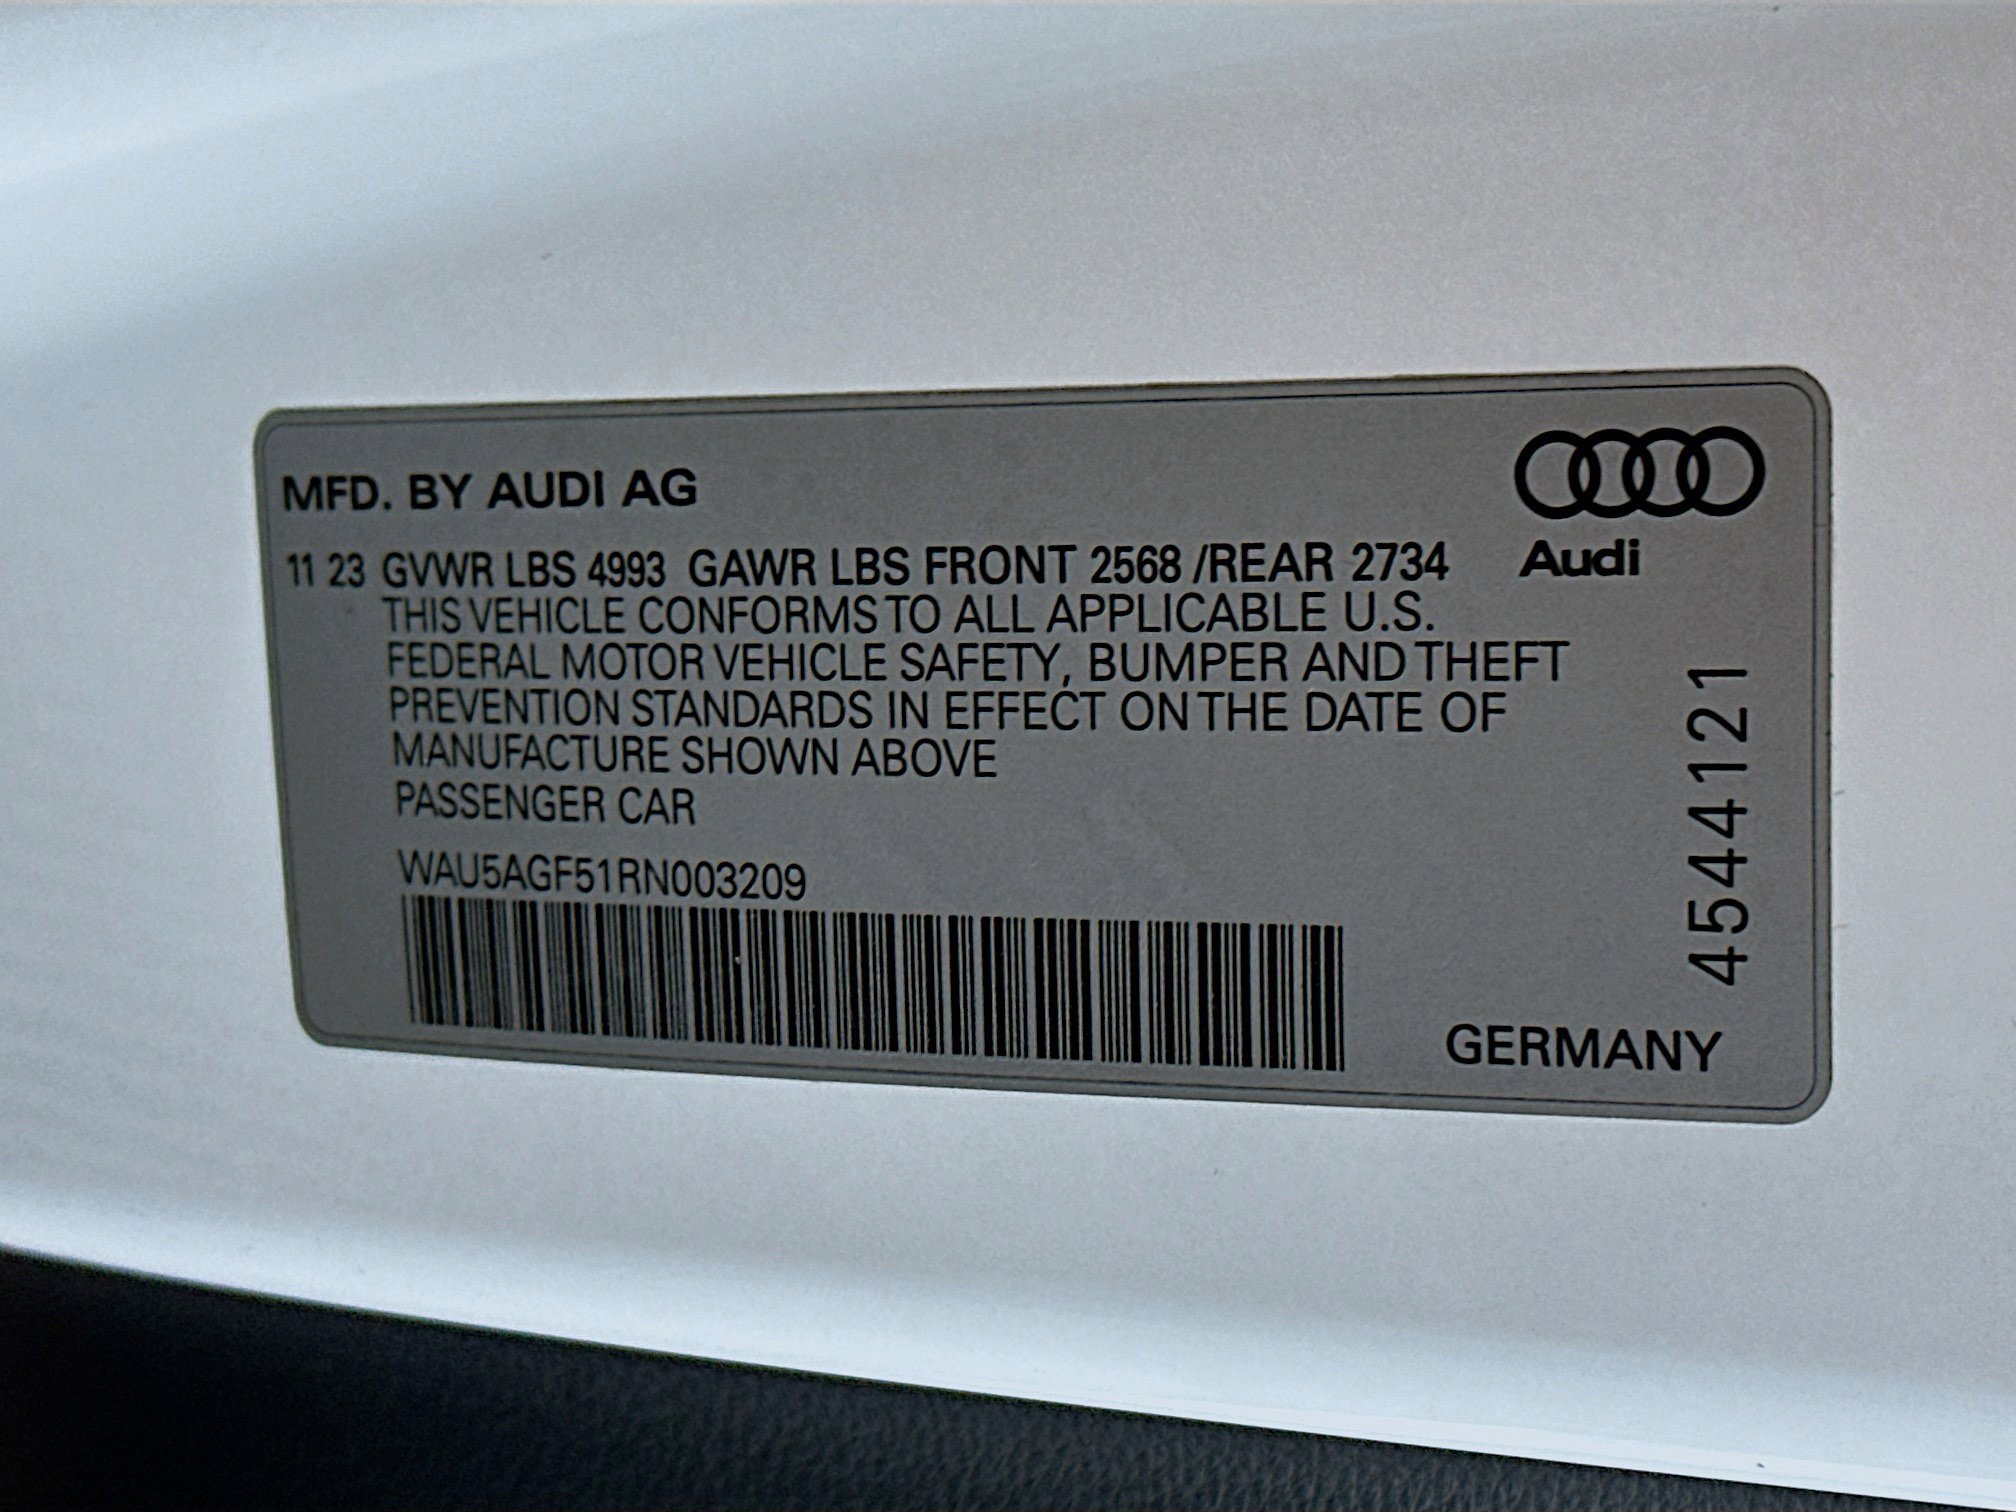 MFD. BY AUDI AG
Audi
11 23 GVWR LBS 4993 GAWR LBS FRONT 2568 /REAR 2734
THIS VEHICLE CONFORMS TO ALL APPLICABLE U.S.
FEDERAL MOTOR VEHICLE SAFETY, BUMPER AND THEFT
PREVENTION STANDARDS IN EFFECT ON THE DATE OF
MANUFACTURE SHOWN ABOVE
PASSENGER CAR
WAU5AGF51RN003209
4544121
GERMANY